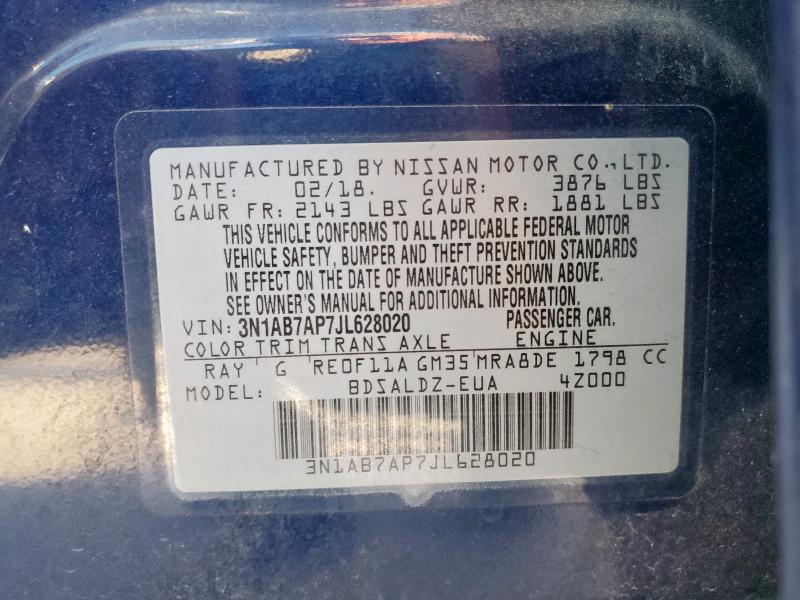 MANUFACTURED BY NISSAN MOTOR CO., LTD.
DATE: 02/18. GVWR: 3876 LBS
GAWR FR: 2143 LBS GAWR RR: 1881 LBS
THIS VEHICLE CONFORMS TO ALL APPLICABLE FEDERAL MOTOR
VEHICLE SAFETY, BUMPER AND THEFT PREVENTION STANDARDS
IN EFFECT ON THE DATE OF MANUFACTURE SHOWN ABOVE.
SEE OWNER'S MANUAL FOR ADDITIONAL INFORMATION.
VIN: 3N1AB7AP7JL628020 PASSENGER CAR.
COLOR TRIM TRANS AXLE ENGINE
RAY G RE0F11A GM35 MRA8DE 1798 CC
MODEL: BDSALDZ-EUA 4Z000
3N1AB7AP7JL628020